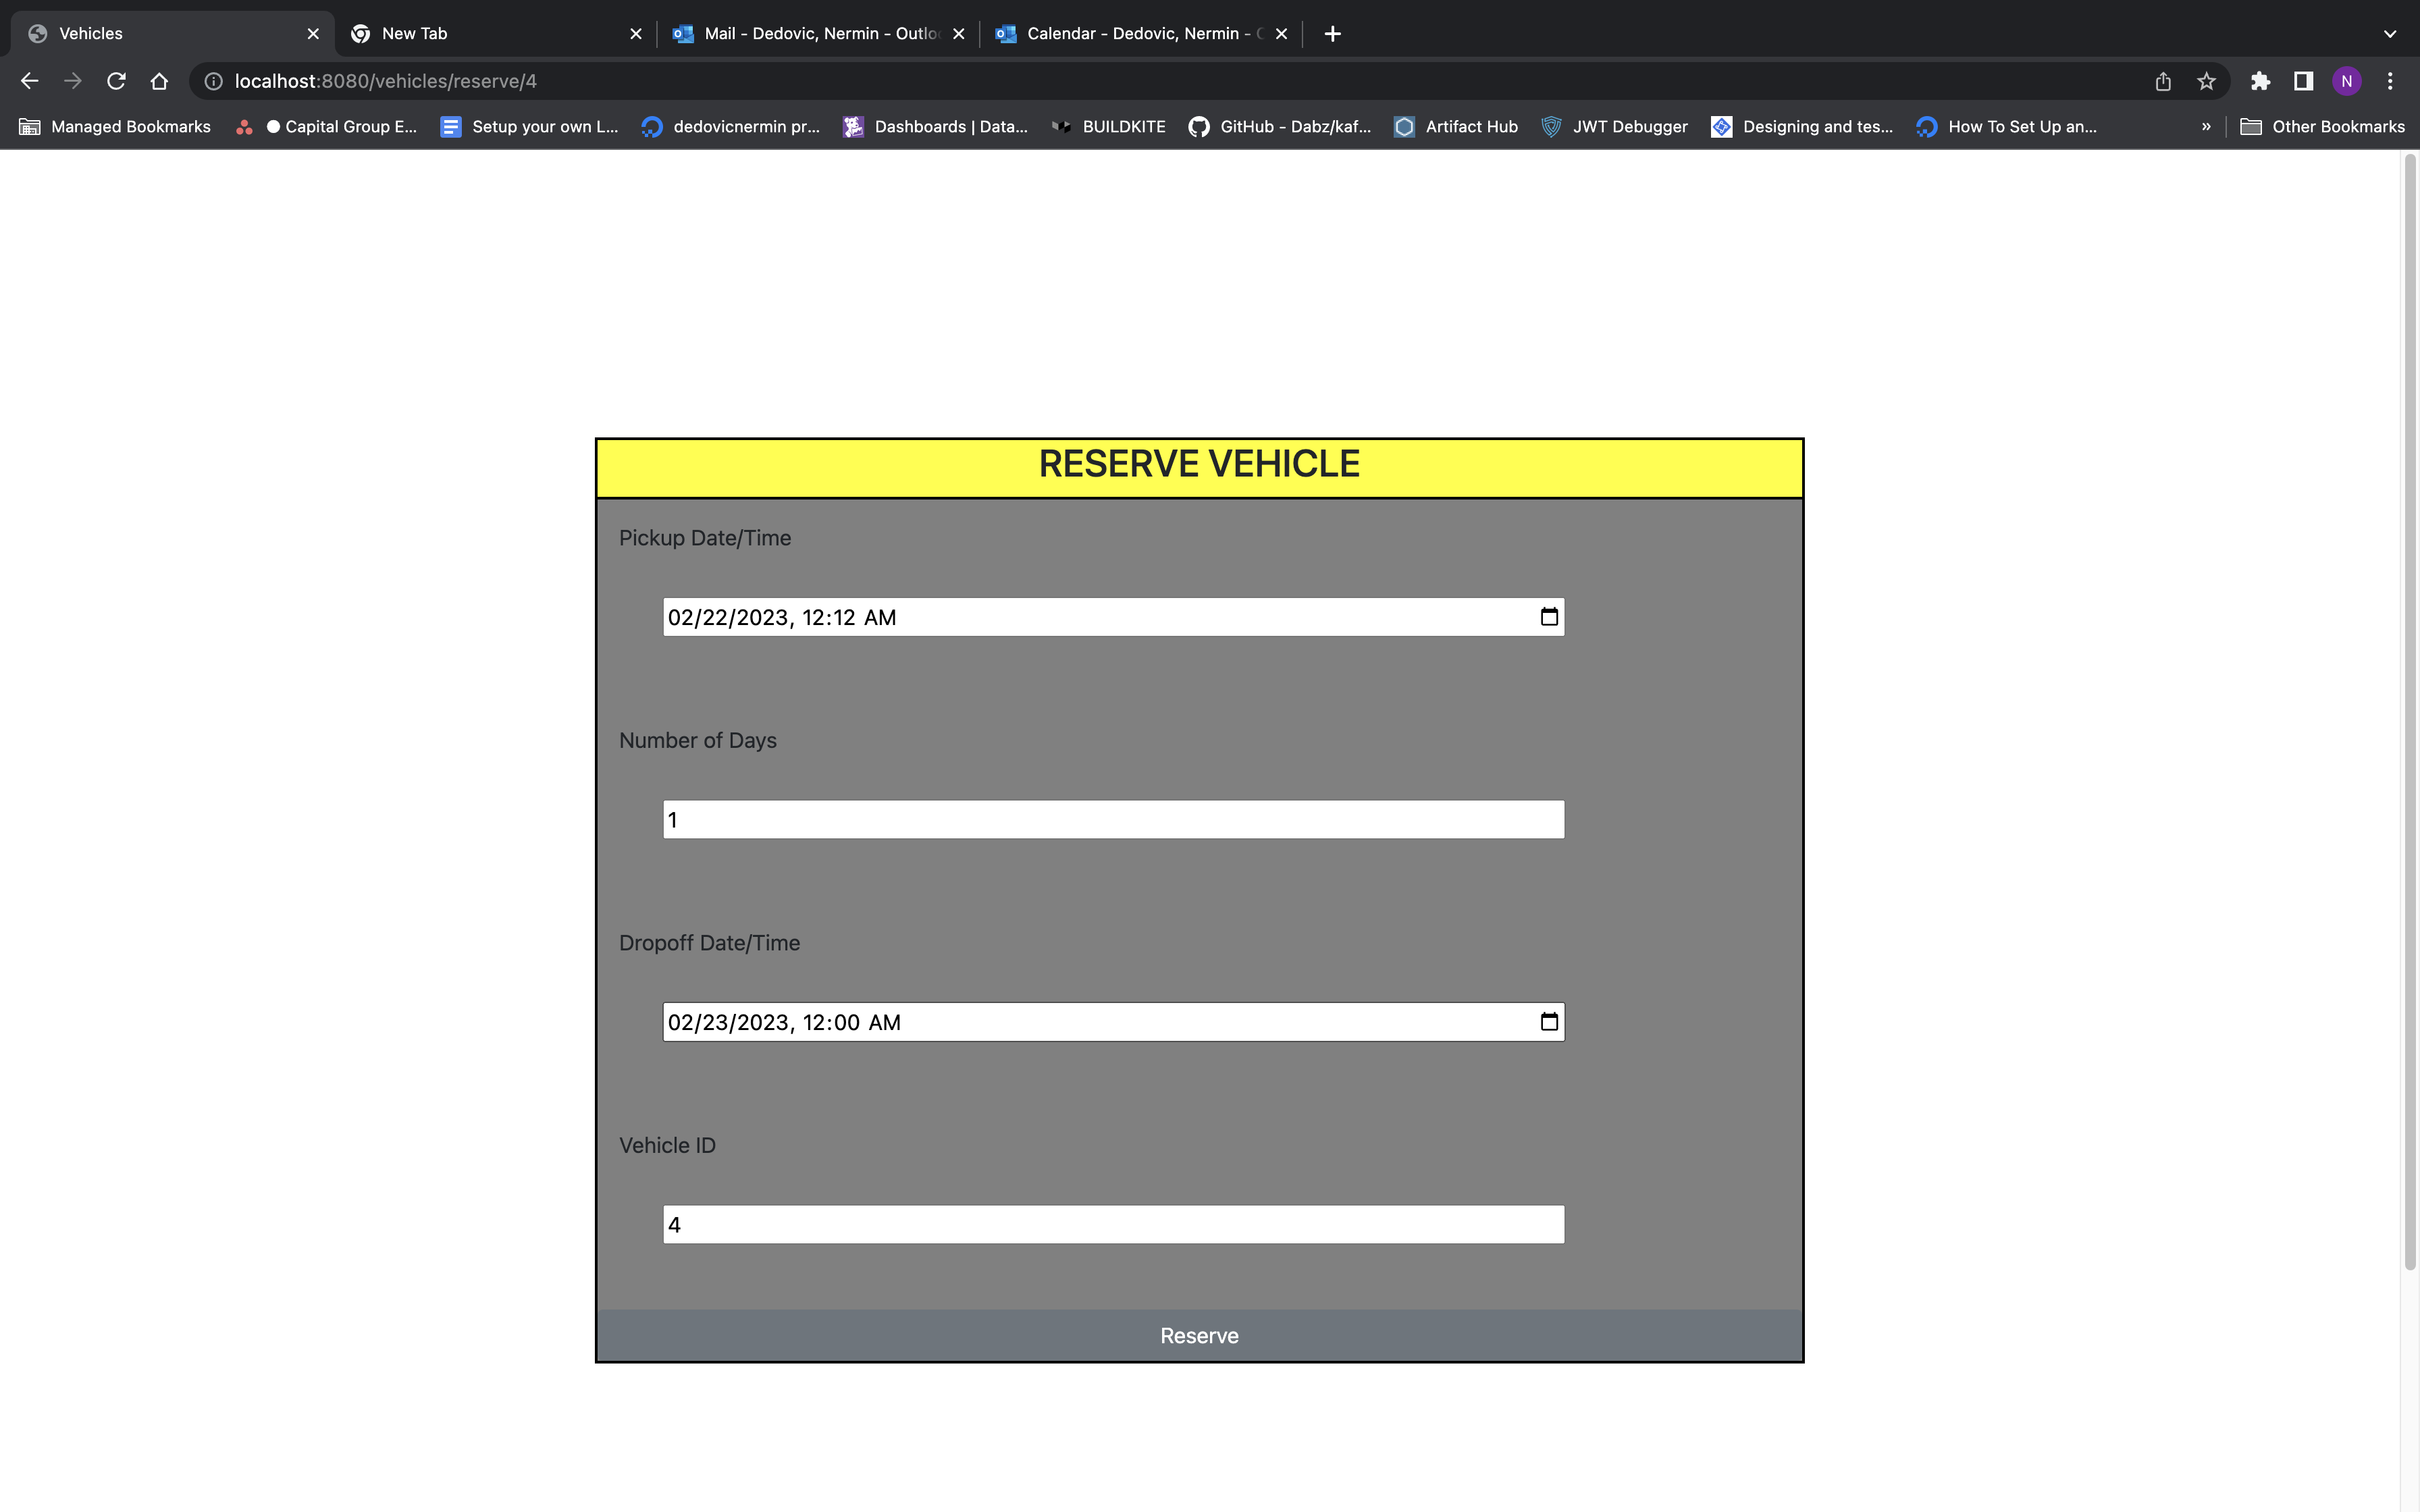 Vehicles
New Tab
Mail - Dedovic, Nermin - Outlo
Calendar - Dedovic, Nermin -
localhost:8080/vehicles/reserve/4
N
Managed Bookmarks
Capital Group E...
Setup your own L...
dedovicnermin pr...
Dashboards | Data...
BUILDKITE
GitHub - Dabz/kaf...
Artifact Hub
JWT Debugger
Designing and tes...
How To Set Up an...
»
Other Bookmarks
RESERVE VEHICLE
Pickup Date/Time
02/22/2023, 12:12 AM
Number of Days
1
Dropoff Date/Time
02/23/2023, 12:00 AM
Vehicle ID
4
Reserve